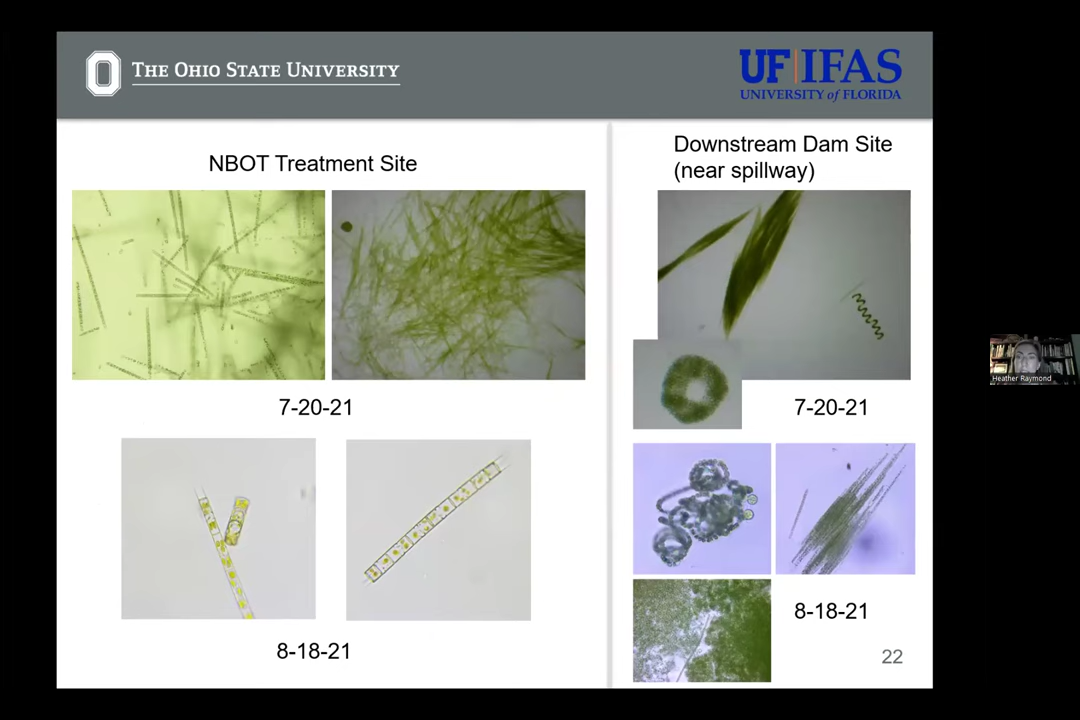 THE OHIO STATE UNIVERSITY
UF|IFAS
UNIVERSITY of FLORIDA
NBOT Treatment Site
Downstream Dam Site
(near spillway)
7-20-21
7-20-21
8-18-21
8-18-21
22
Heather Raymond